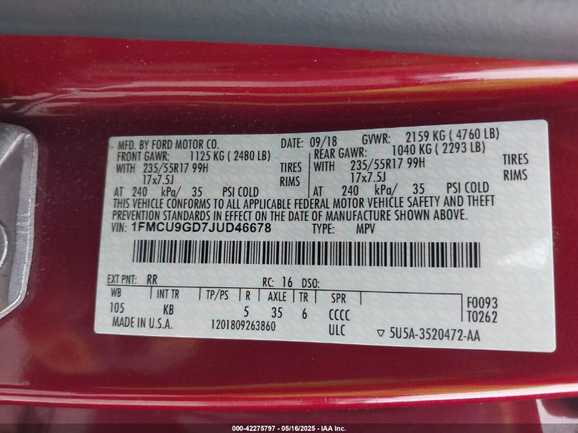 MFD. BY FORD MOTOR CO. DATE: 09/18 GVWR: 2159 KG ( 4760 LB)
FRONT GAWR: 1125 KG ( 2480 LB) REAR GAWR: 1040 KG ( 2293 LB)
WITH 235/55R17 99H TIRES WITH 235/55R17 99H TIRES
17x7.5J RIMS 17x7.5J RIMS
AT 240 kPa/ 35 PSI COLD AT 240 kPa/ 35 PSI COLD
THIS VEHICLE CONFORMS TO ALL APPLICABLE FEDERAL MOTOR VEHICLE SAFETY AND THEFT
PREVENTION STANDARDS IN EFFECT ON THE DATE OF MANUFACTURE SHOWN ABOVE.
VIN: 1FMCU9GD7JUD46678 TYPE: MPV
EXT PNT: RR RC: 16 DSO:
WB INT TR TP/PS R AXLE TR SPR F0093
105 KB 5 35 6 CCCC T0262
MADE IN U.S.A. 1201809263860 ULC 5U5A-3520472-AA
000-42275797 - 05/16/2025 - IAA Inc.